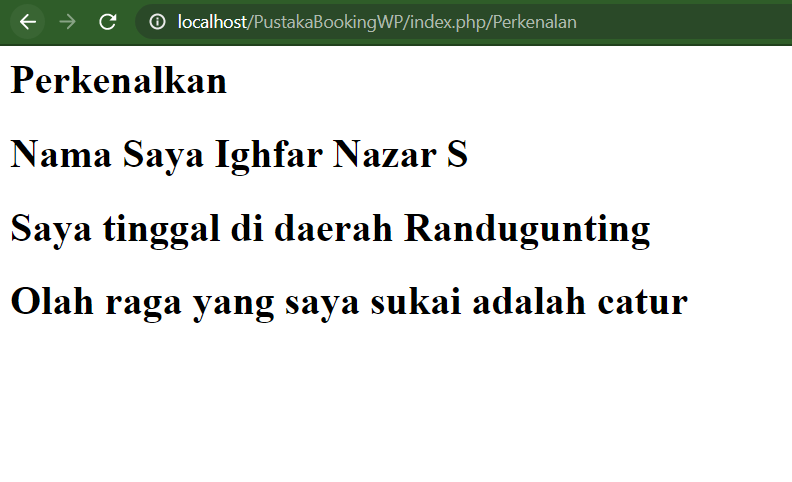 localhost/PustakaBookingWP/index.php/Perkenalan
Perkenalkan
Nama Saya Ighfar Nazar S
Saya tinggal di daerah Randugunting
Olah raga yang saya sukai adalah catur